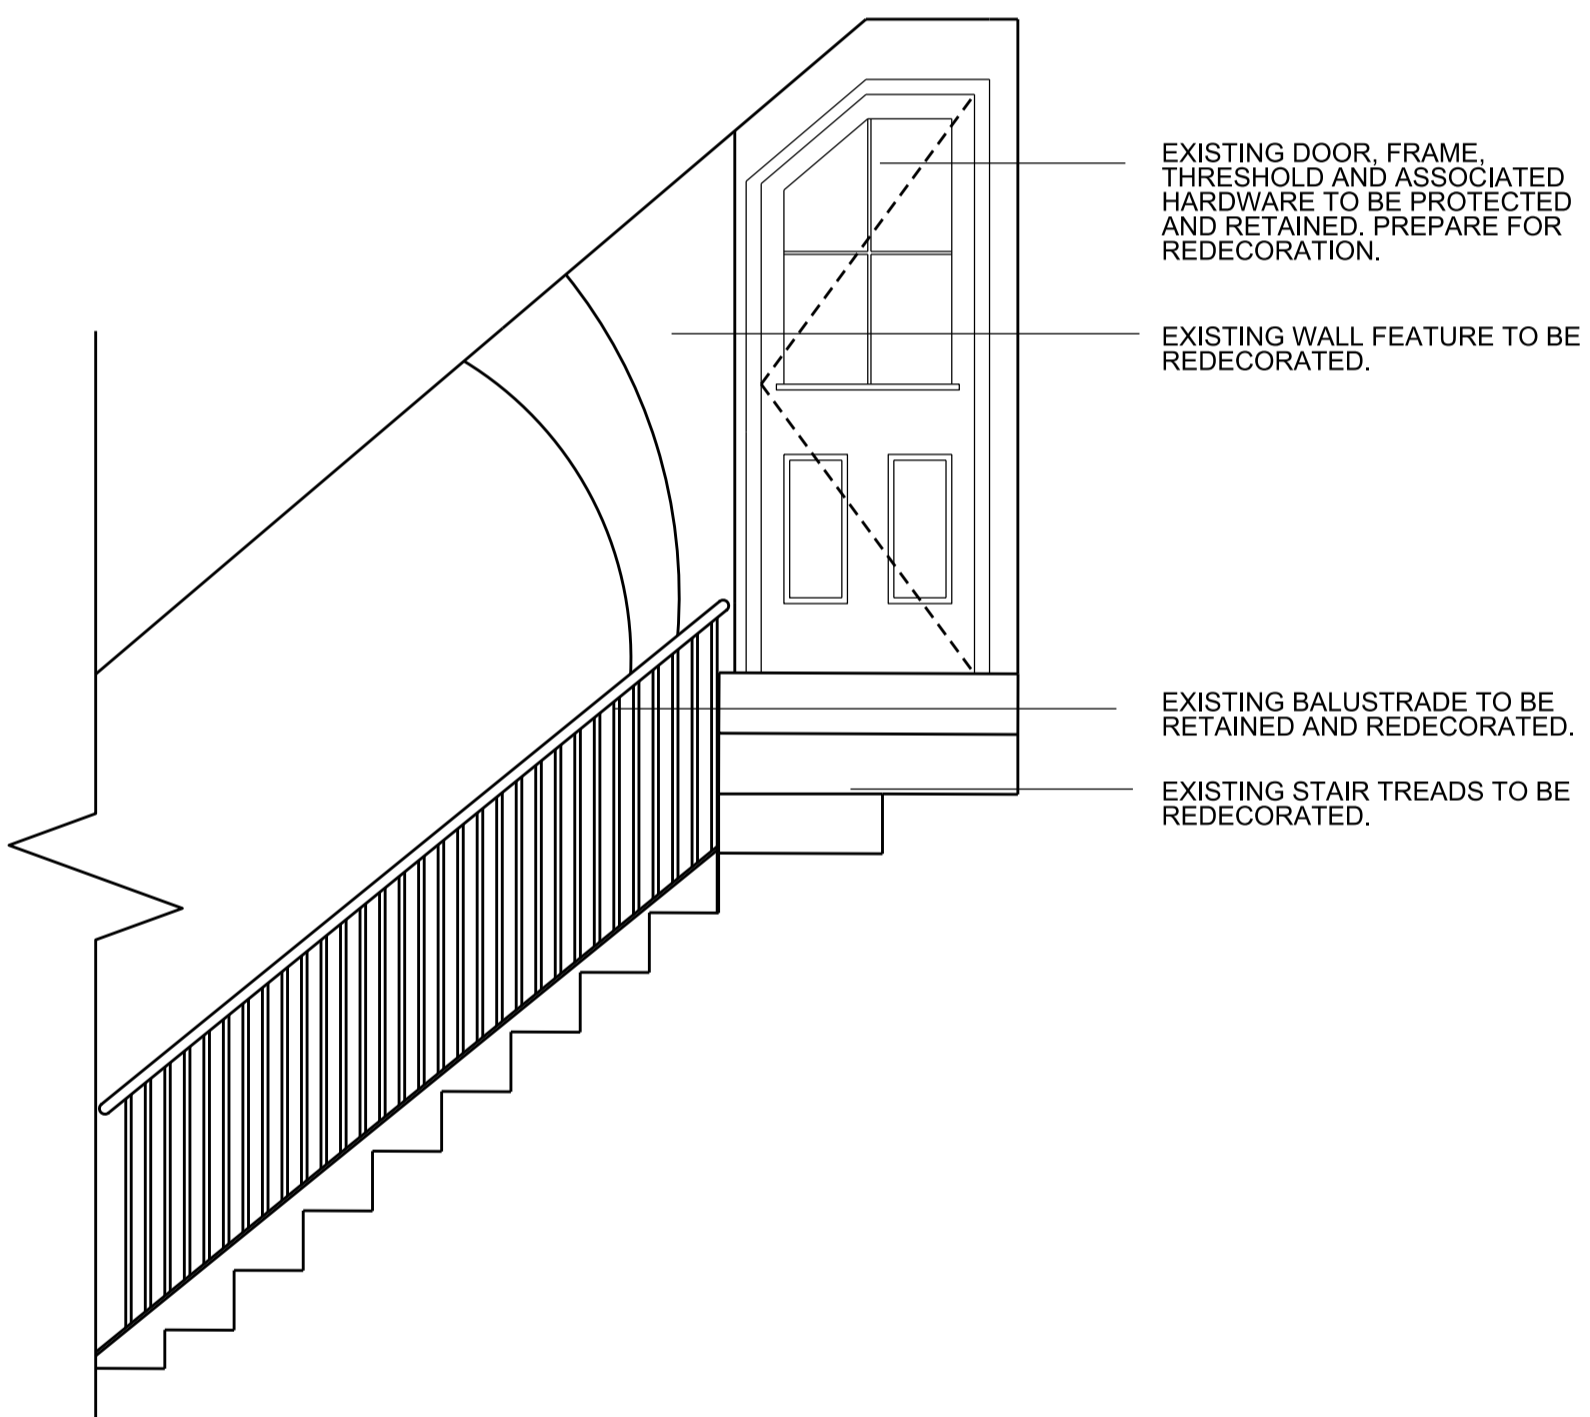 EXISTING DOOR, FRAME,
THRESHOLD AND ASSOCIATED
HARDWARE TO BE PROTECTED
AND RETAINED. PREPARE FOR
REDECORATION.
EXISTING WALL FEATURE TO BE
REDECORATED.
EXISTING BALUSTRADE TO BE
RETAINED AND REDECORATED.
EXISTING STAIR TREADS TO BE
REDECORATED.